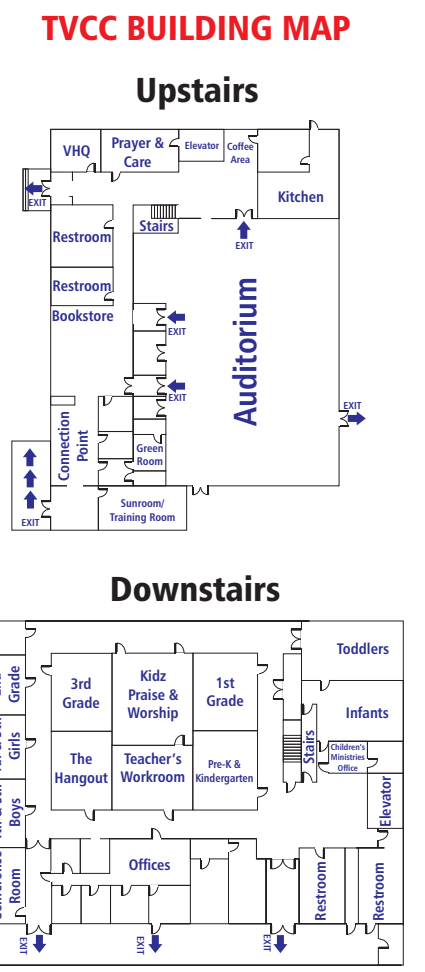 TVCC BUILDING MAP
Upstairs
VHQ
Prayer &
Care
Elevator
Coffee
Area
Kitchen
EXIT
Restroom
Stairs
EXIT
Restroom
Bookstore
EXIT
Auditorium
EXIT
EXIT
Connection
Point
Green
Room
EXIT
Sunroom/
Training Room
Downstairs
Toddlers
Grade
3rd
Grade
Kidz
Praise &
Worship
1st
Grade
Infants
Girls
The
Hangout
Teacher's
Workroom
Pre-K &
Kindergarten
Stairs
Children's
Ministries
Office
Boys
Elevator
Room
Offices
Restroom
Restroom
EXIT
EXIT
EXIT